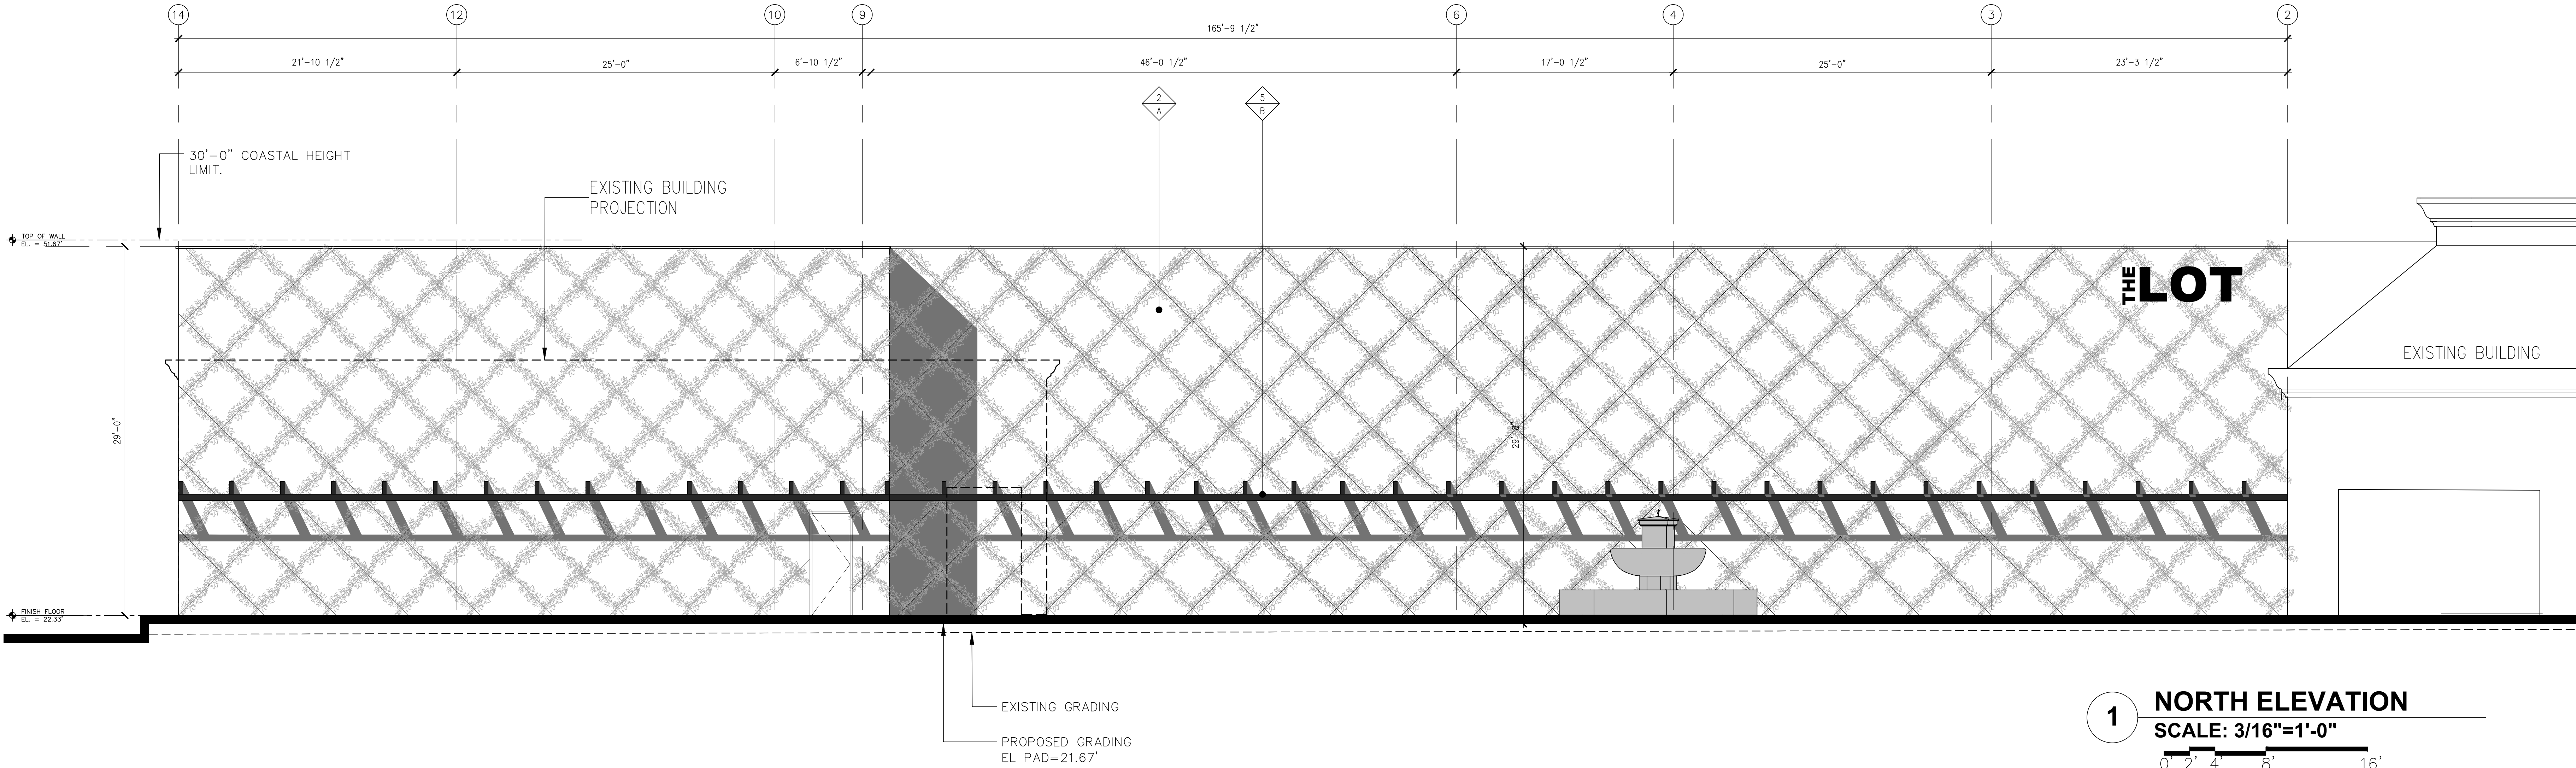 14 12 10 9 6 4 3 2
165'-9 1/2"
21'-10 1/2" 25'-0" 6'-10 1/2" 46'-0 1/2" 17'-0 1/2" 25'-0" 23'-3 1/2"
2
A
5
B
30'-0" COASTAL HEIGHT
LIMIT.
EXISTING BUILDING
PROJECTION
TOP OF WALL
EL. = 51.67'
THE LOT
EXISTING BUILDING
29'-0"
29'-8"
FINISH FLOOR
EL. = 22.33'
EXISTING GRADING
PROPOSED GRADING
EL PAD=21.67'
1
NORTH ELEVATION
SCALE: 3/16"=1'-0"
0' 2' 4' 8' 16'